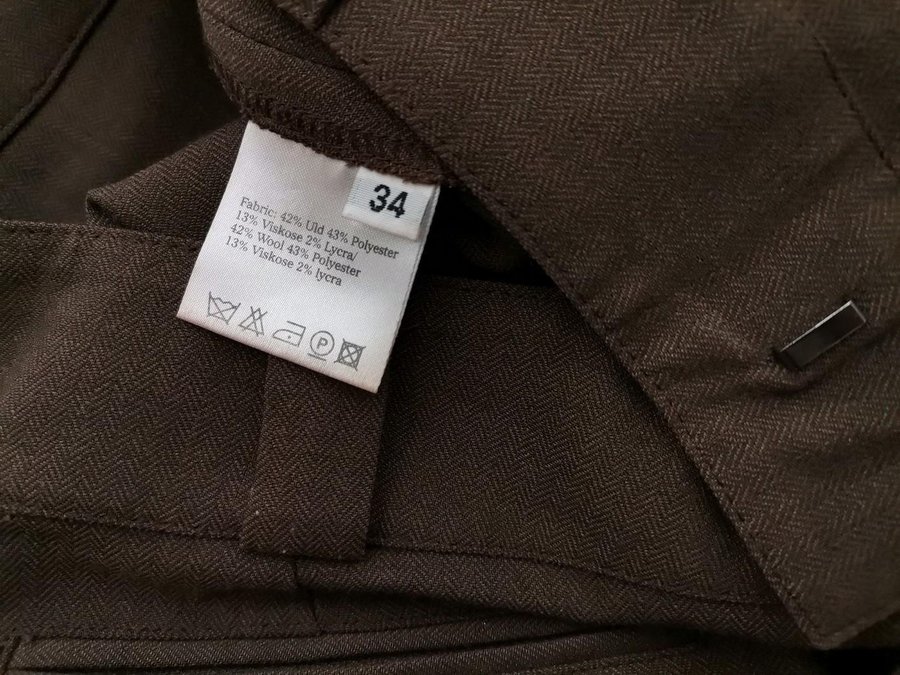 34
Fabric: 42% Uld 43% Polyester
13% Viskose 2% Lycra/
42% Wool 43% Polyester
13% Viskose 2% lycra
P